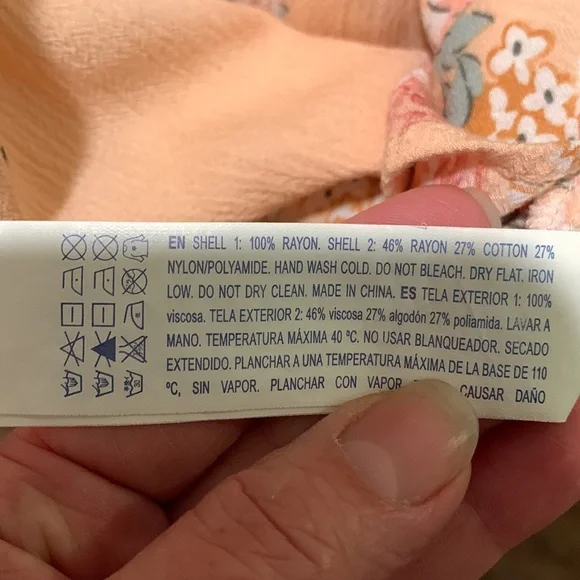 EN SHELL 1: 100% RAYON. SHELL 2: 46% RAYON 27% COTTON 27%
NYLON/POLYAMIDE. HAND WASH COLD. DO NOT BLEACH. DRY FLAT. IRON
LOW. DO NOT DRY CLEAN. MADE IN CHINA. ES TELA EXTERIOR 1: 100%
viscosa. TELA EXTERIOR 2: 46% viscosa 27% algodón 27% poliamida. LAVAR A
MANO. TEMPERATURA MÁXIMA 40 ºC. NO USAR BLANQUEADOR. SECADO
EXTENDIDO. PLANCHAR A UNA TEMPERATURA MÁXIMA DE LA BASE DE 110
ºC, SIN VAPOR. PLANCHAR CON VAPOR CAUSAR DAÑO